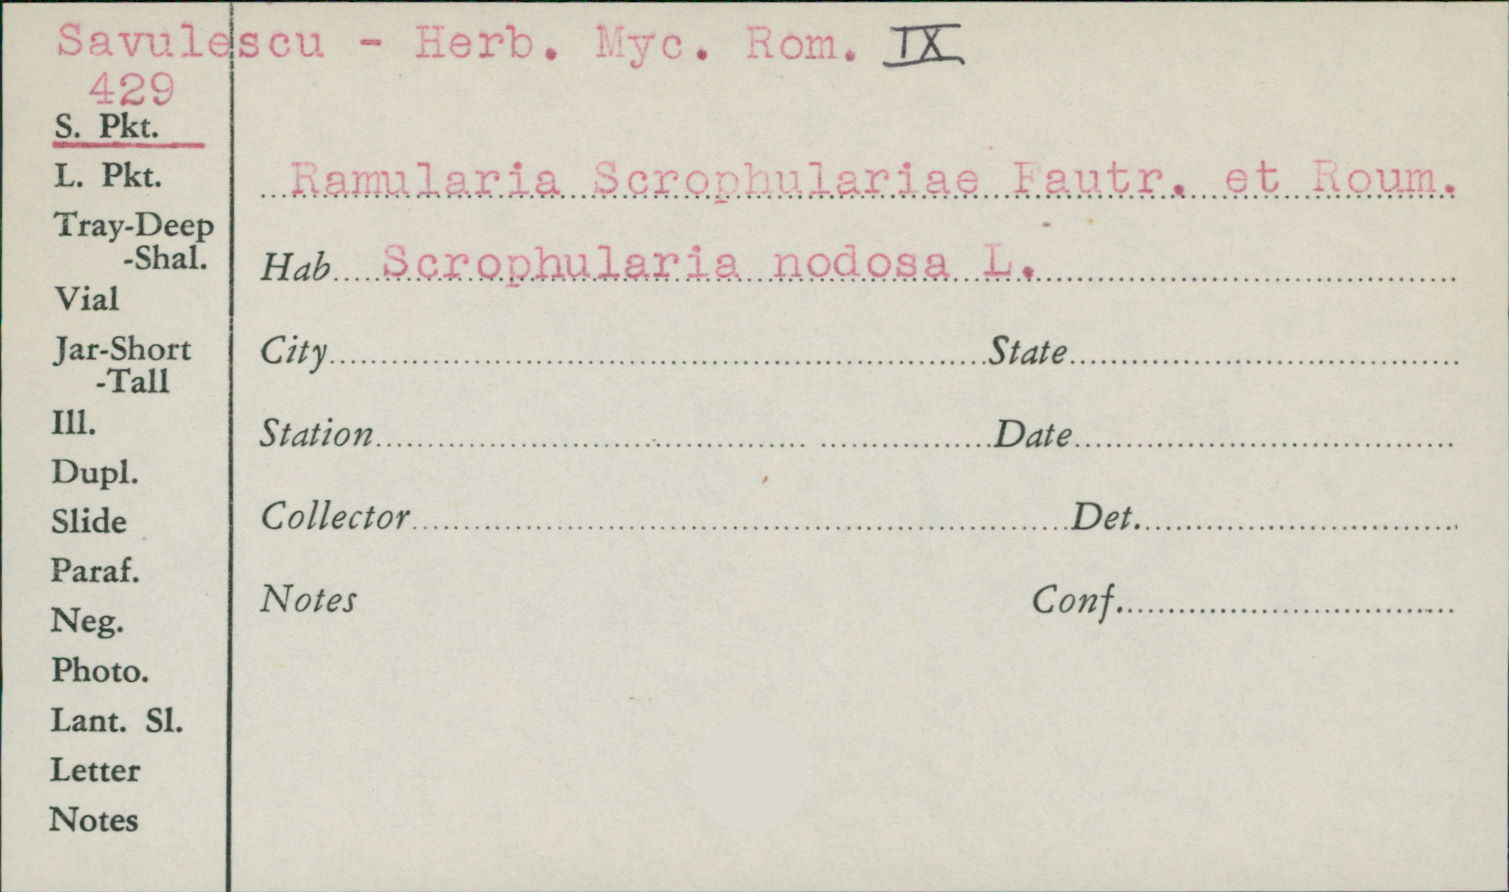 Savulescu - Herb. Myc. Rom. IX
429
S. Pkt.
L. Pkt.
Tray-Deep
-Shal.
Vial
Jar-Short
-Tall
Ill.
Dupl.
Slide
Paraf.
Neg.
Photo.
Lant. Sl.
Letter
Notes
Ramularia Scrophulariae Fautr. et Roum.
Hab. Scrophularia nodosa L.
City State
Station Date
Collector Det.
Notes Conf.